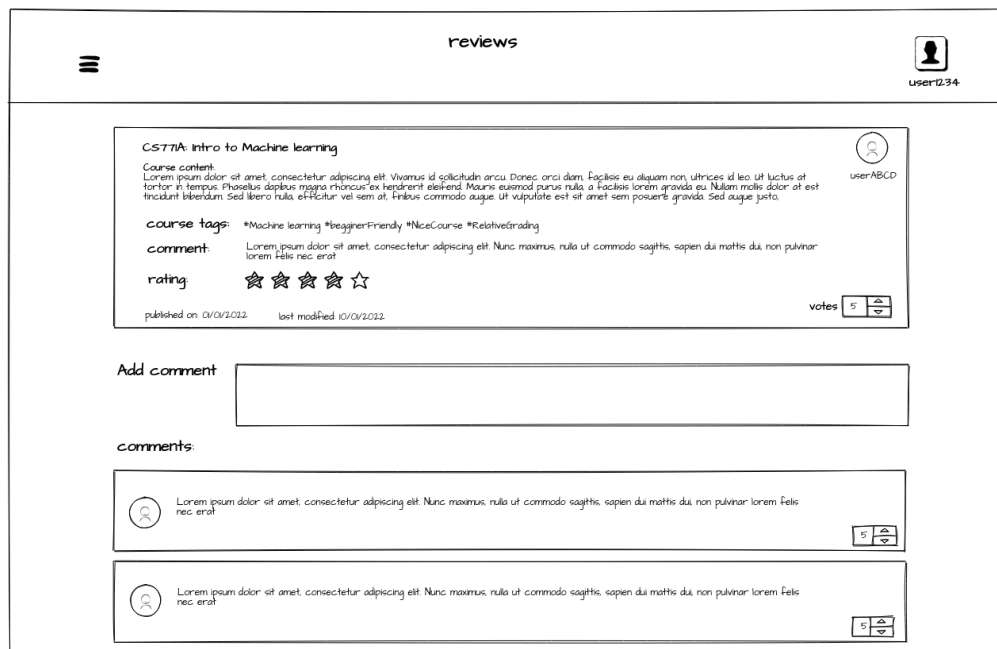 reviews
user1234
CS771A: Intro to Machine learning
Course content:
Lorem ipsum dolor sit amet, consectetur adipiscing elit. Vivamus id sollicitudin arcu. Donec orci diam, facilisis eu aliquam non, ultrices id leo. Ut luctus at
tortor in tempus. Phasellus dapibus magna rhoncus ex hendrerit eleifend. Mauris euismod purus nulla, a facilisis lorem gravida eu. Nullam mollis dolor at est
tincidunt bibendum. Sed libero nulla, efficitur vel sem at, finibus commodo augue. Ut vulputate est sit amet sem posuere gravida. Sed augue justo,
userABCD
course tags: #Machine learning #begginerFriendly #NiceCourse #RelativeGrading
comment: Lorem ipsum dolor sit amet, consectetur adipiscing elit. Nunc maximus, nulla ut commodo sagittis, sapien dui mattis dui, non pulvinar
lorem felis nec erat
rating:
votes 5
published on: 01/01/2022 last modified: 10/01/2022
Add comment
comments:
Lorem ipsum dolor sit amet, consectetur adipiscing elit. Nunc maximus, nulla ut commodo sagittis, sapien dui mattis dui, non pulvinar lorem felis
nec erat
5
Lorem ipsum dolor sit amet, consectetur adipiscing elit. Nunc maximus, nulla ut commodo sagittis, sapien dui mattis dui, non pulvinar lorem felis
nec erat
5